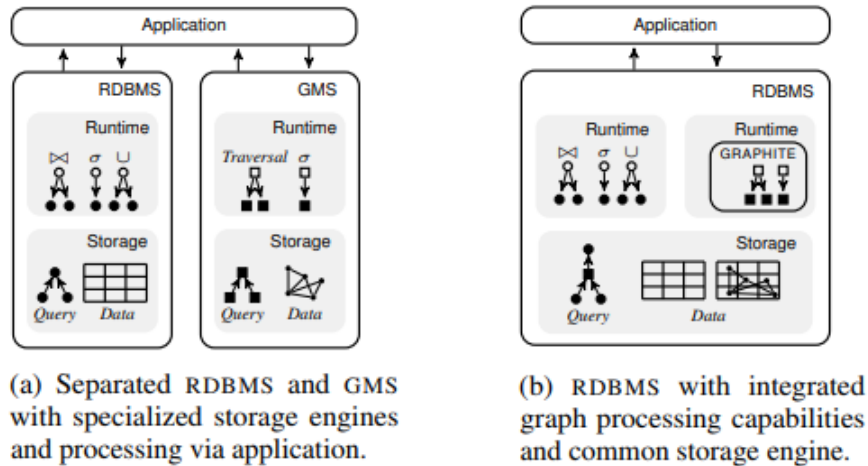 Application
RDBMS
Runtime
⋈ σ ∪
Storage
Query Data
GMS
Runtime
Traversal σ
Storage
Query Data
(a) Separated RDBMS and GMS
with specialized storage engines
and processing via application.
Application
RDBMS
Runtime
⋈ σ ∪
Runtime
GRAPHITE
Storage
Query Data
(b) RDBMS with integrated
graph processing capabilities
and common storage engine.